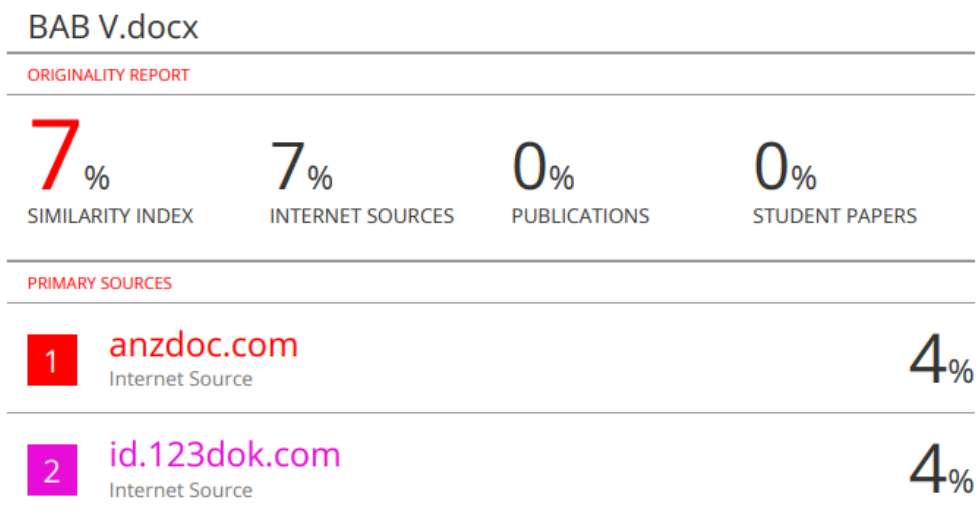 BAB V.docx
ORIGINALITY REPORT
7% 7% 0% 0%
SIMILARITY INDEX INTERNET SOURCES PUBLICATIONS STUDENT PAPERS
PRIMARY SOURCES
1 anzdoc.com 4%
Internet Source
2 id.123dok.com 4%
Internet Source